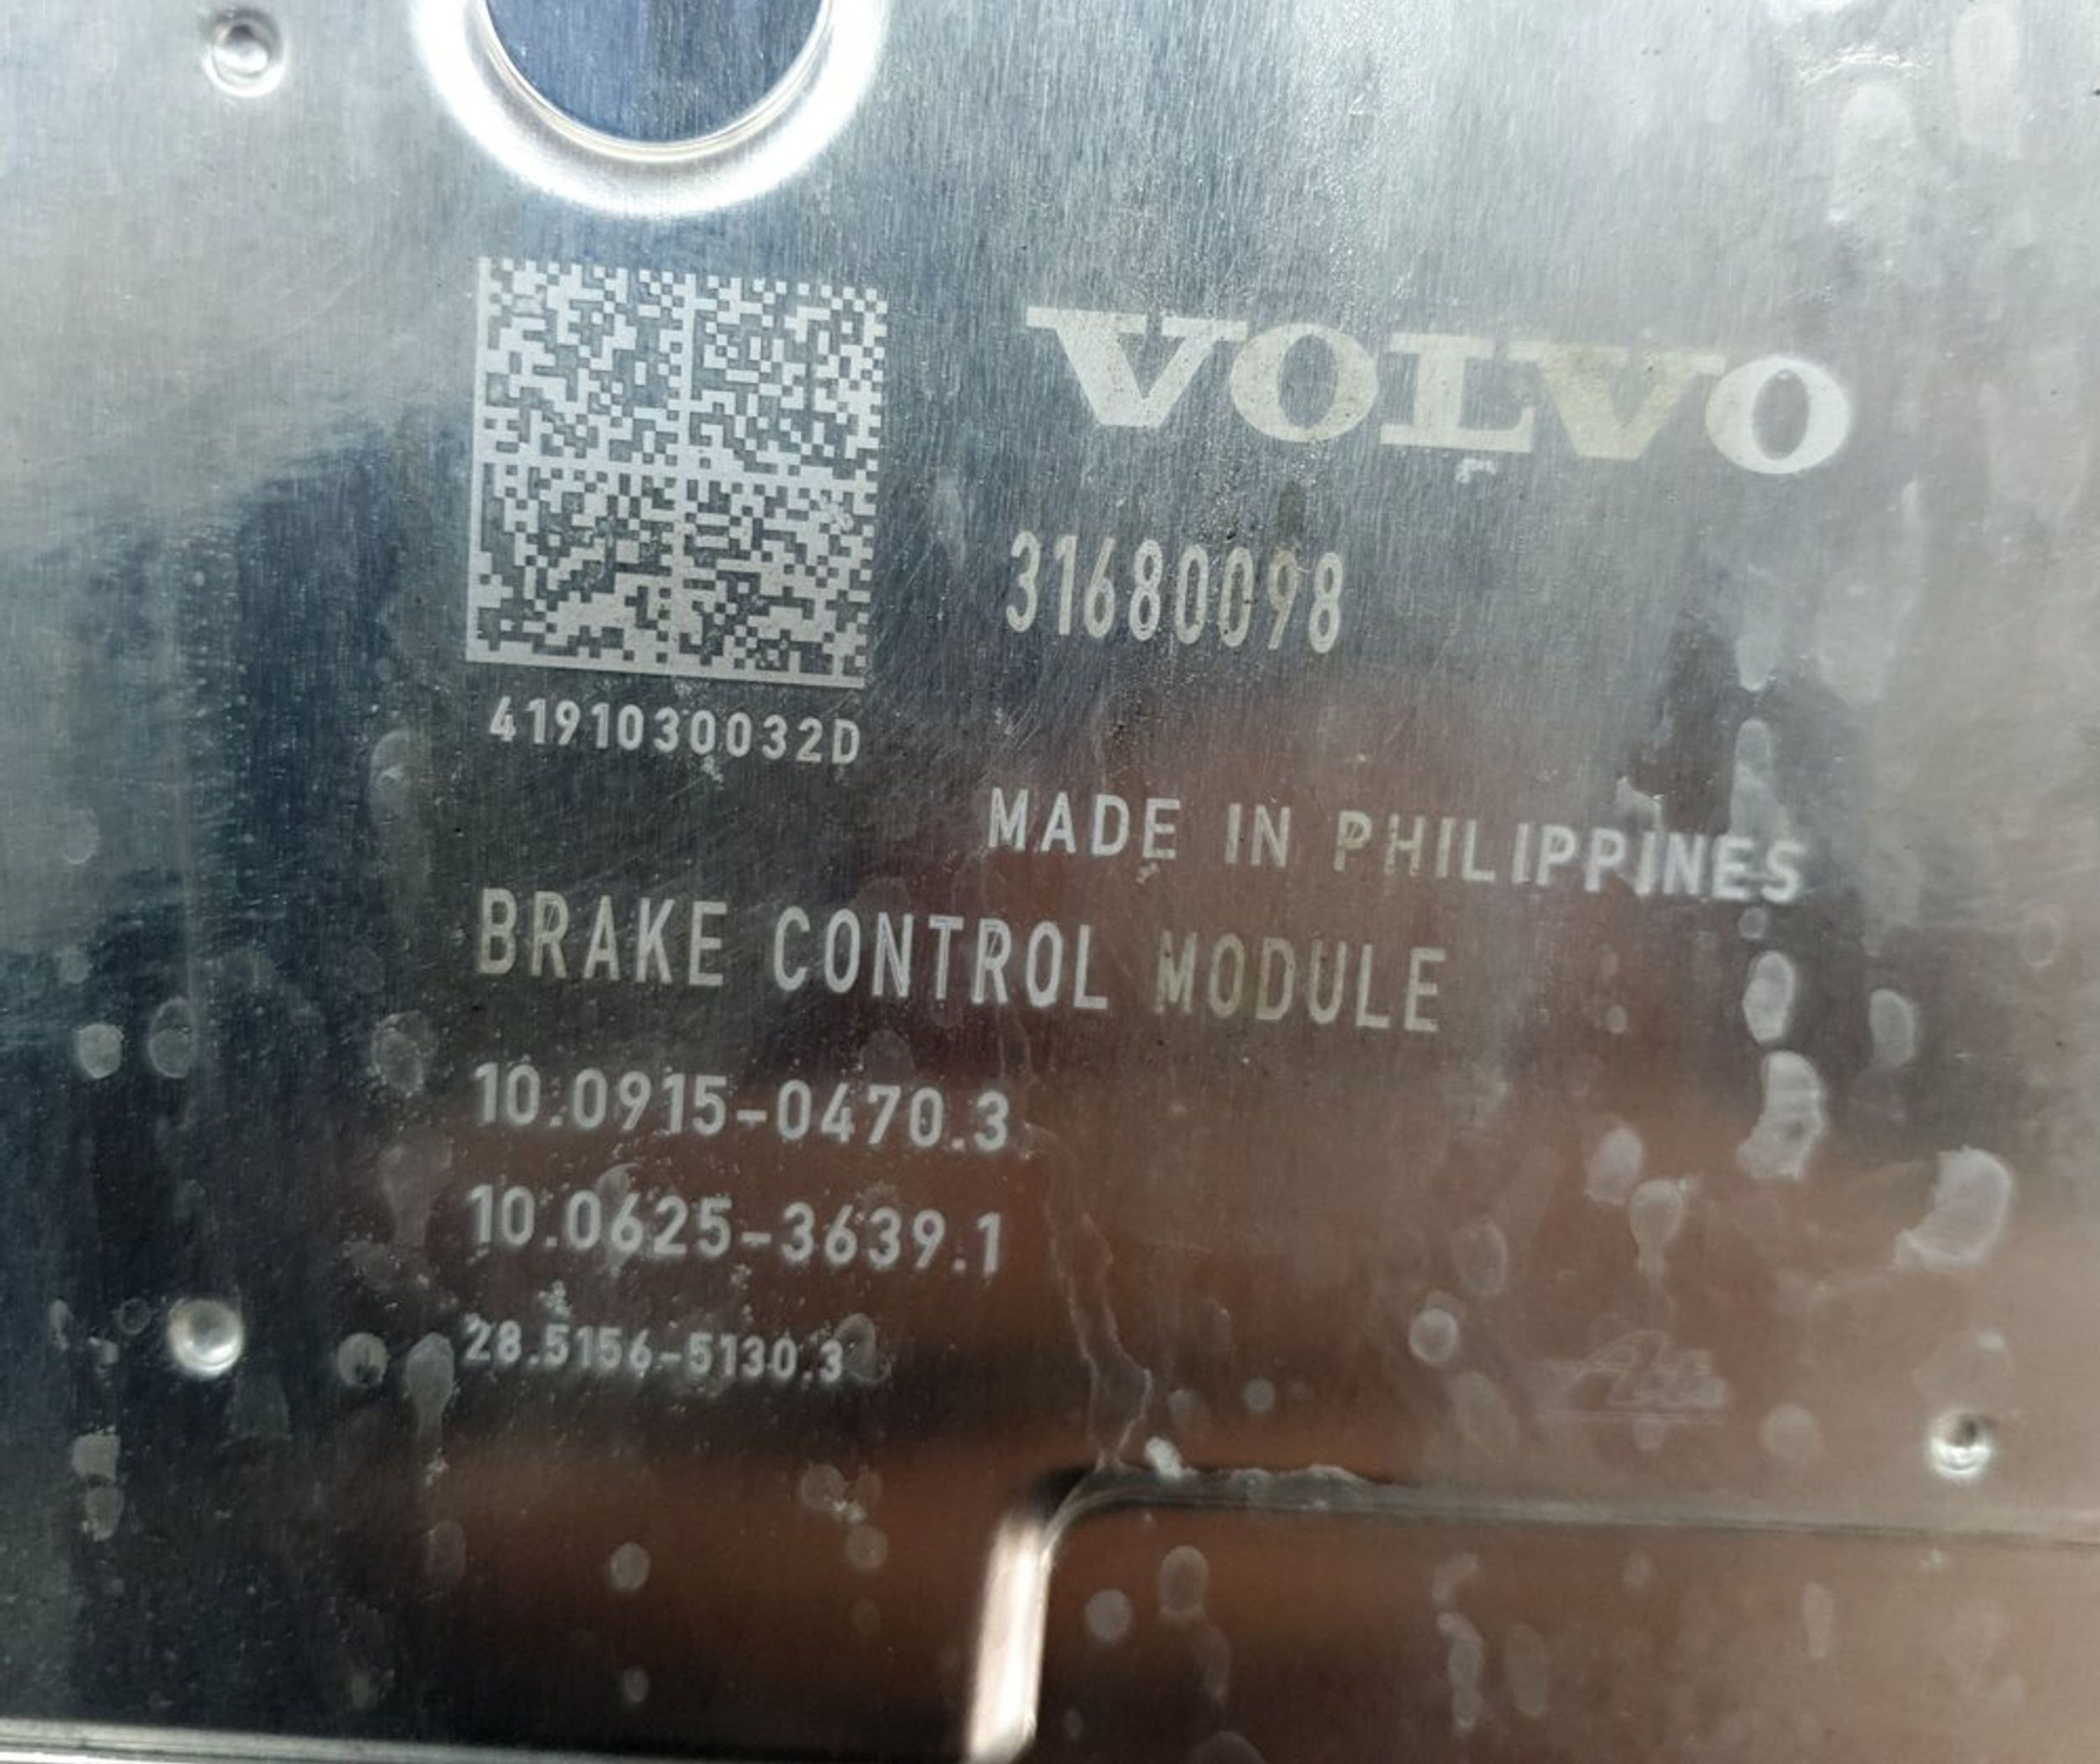 VOLVO
31680098
4191030032D
MADE IN PHILIPPINES
BRAKE CONTROL MODULE
10.0915-0470.3
10.0625-3639.1
28.5156-5130.3